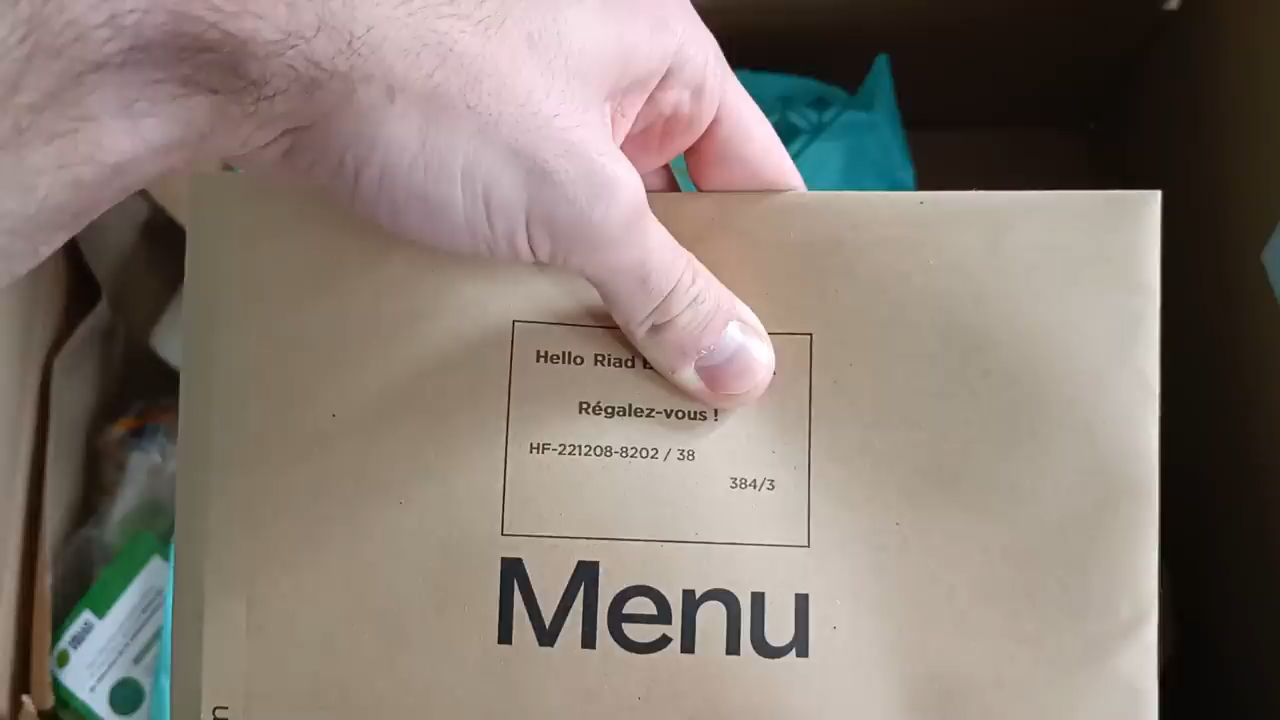 Hello Riad
Régalez-vous !
HF-221208-8202 / 38
384/3
Menu